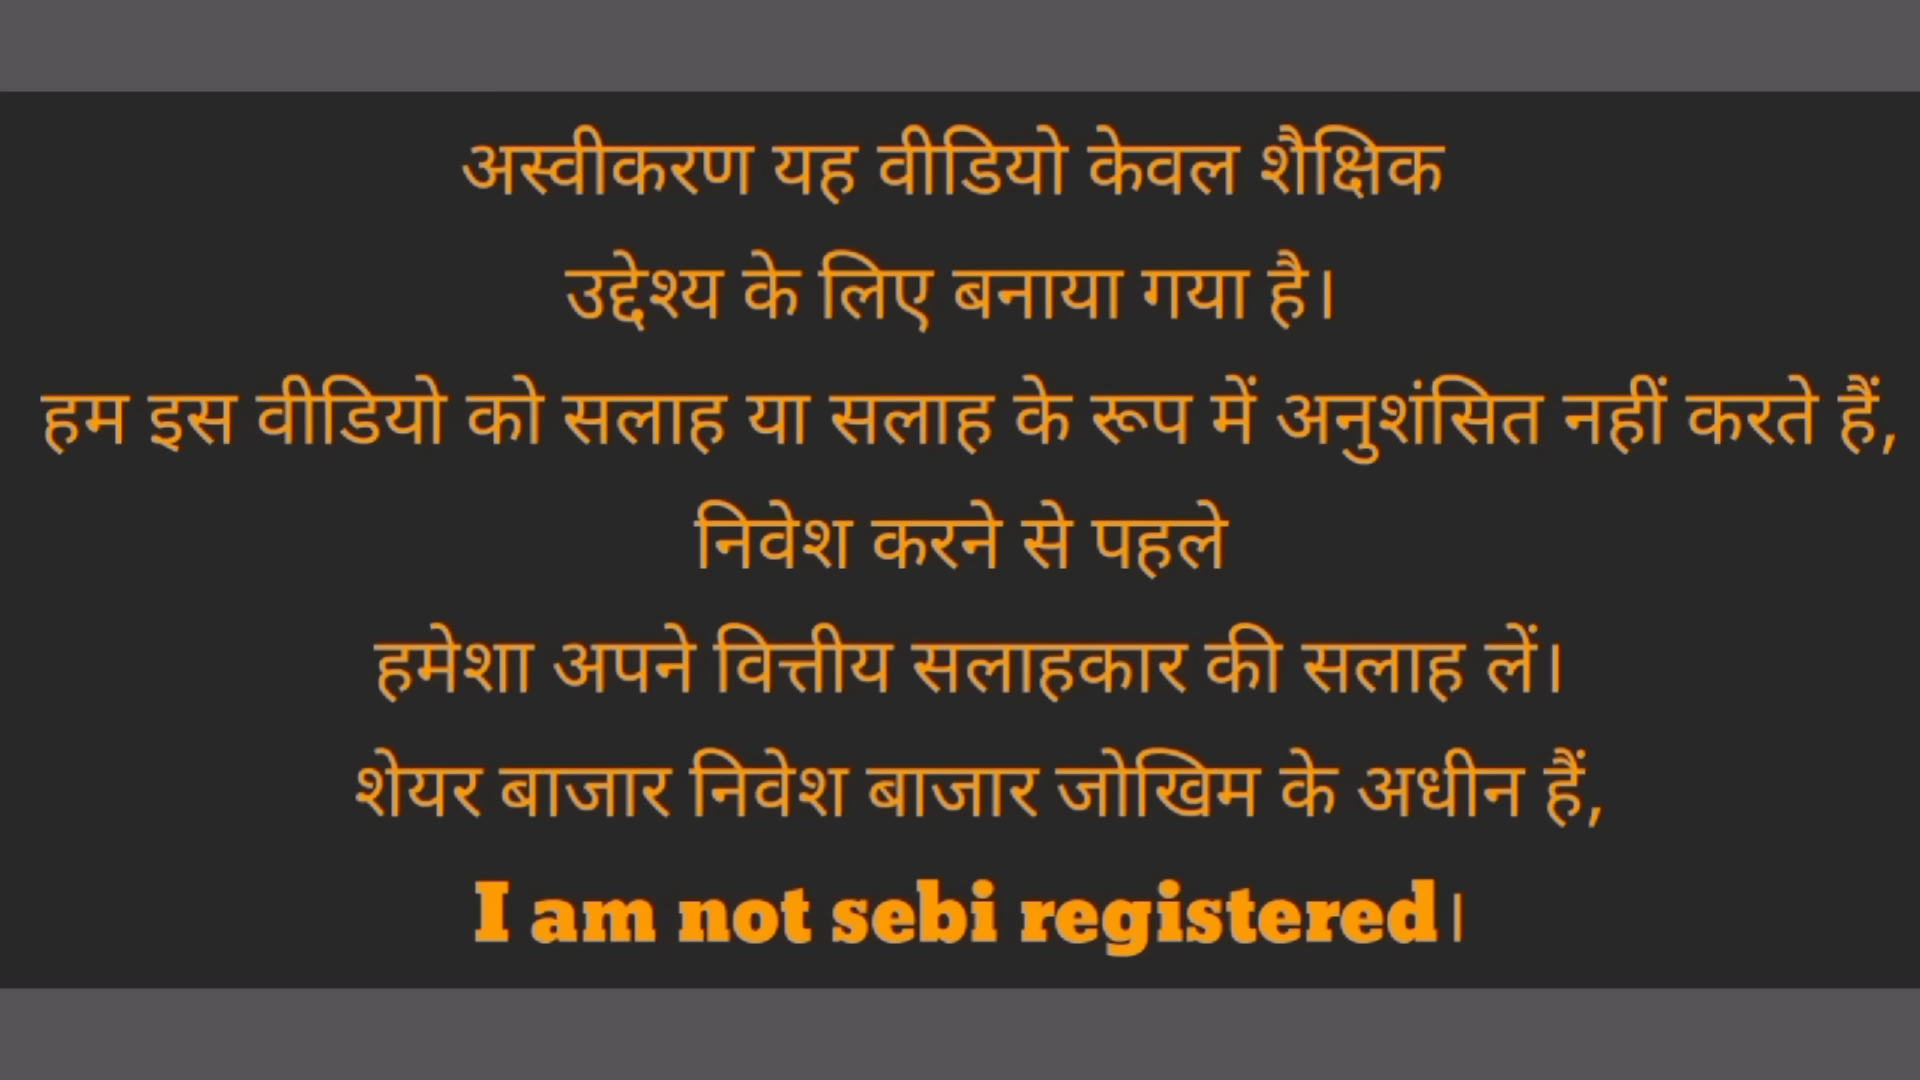 अस्वीकरण यह वीडियो केवल शैक्षिक
उद्देश्य के लिए बनाया गया है।
हम इस वीडियो को सलाह या सलाह के रूप में अनुशंसित नहीं करते हैं,
निवेश करने से पहले
हमेशा अपने वित्तीय सलाहकार की सलाह लें।
शेयर बाजार निवेश बाजार जोखिम के अधीन हैं,
I am not sebi registered।